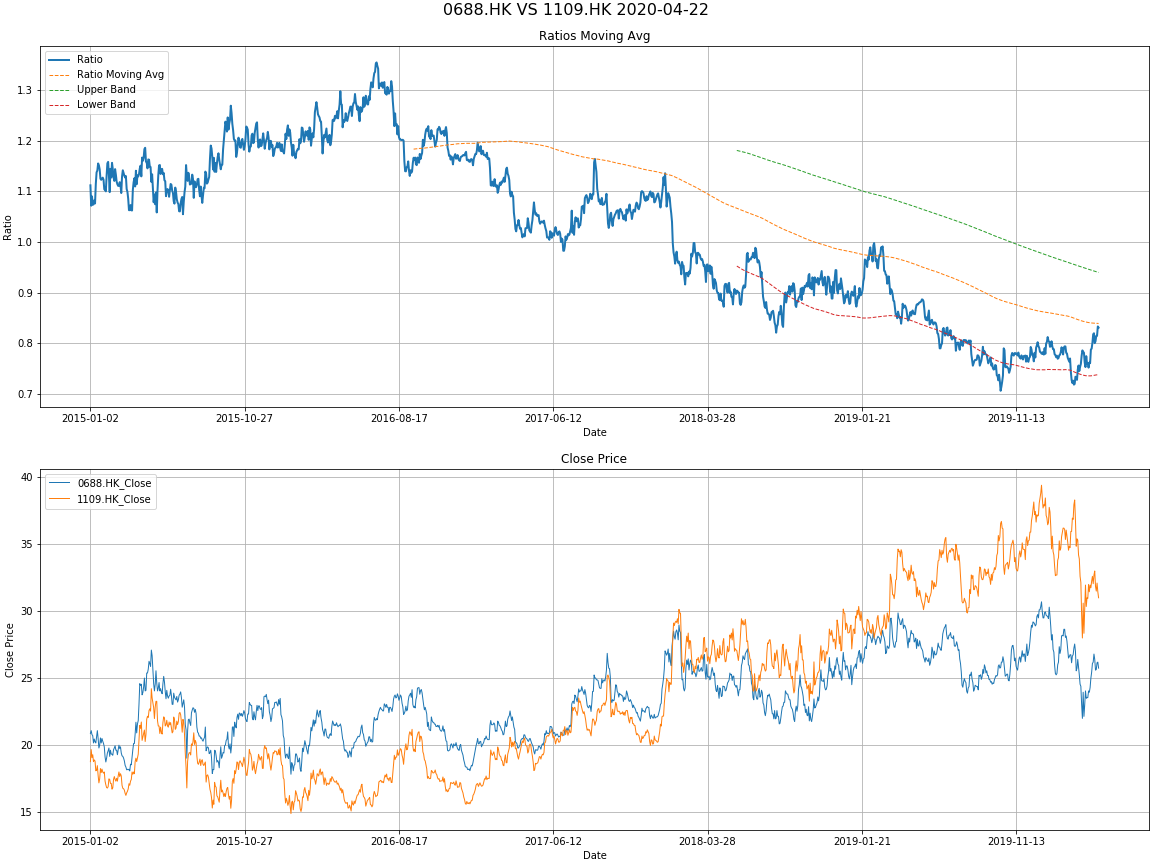 0688.HK VS 1109.HK 2020-04-22
Ratios Moving Avg
Ratio
Ratio Moving Avg
Upper Band
Lower Band
1.3
1.2
1.1
1.0
0.9
0.8
0.7
Ratio
2015-01-02 2015-10-27 2016-08-17 2017-06-12 2018-03-28 2019-01-21 2019-11-13
Date
Close Price
0688.HK_Close
1109.HK_Close
40
35
30
25
20
15
Close Price
2015-01-02 2015-10-27 2016-08-17 2017-06-12 2018-03-28 2019-01-21 2019-11-13
Date